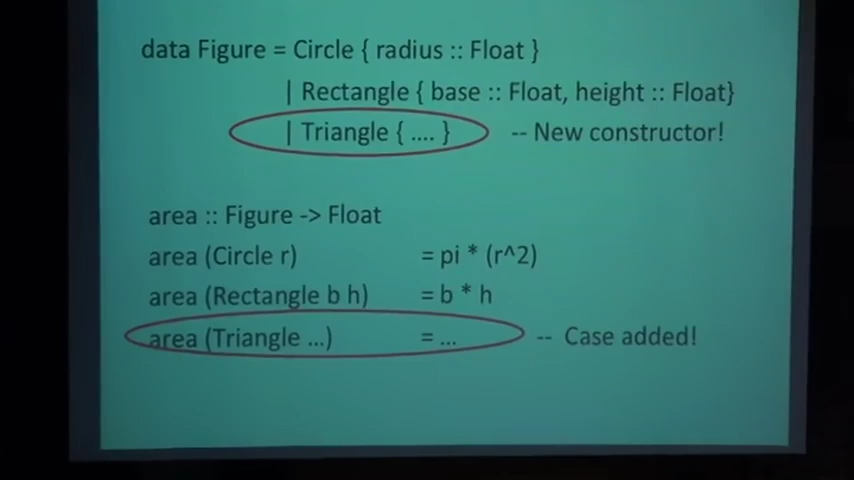 data Figure = Circle { radius :: Float }
| Rectangle { base :: Float, height :: Float}
| Triangle { .... } -- New constructor!
area :: Figure -> Float
area (Circle r) = pi * (r^2)
area (Rectangle b h) = b * h
area (Triangle ...) = ... -- Case added!